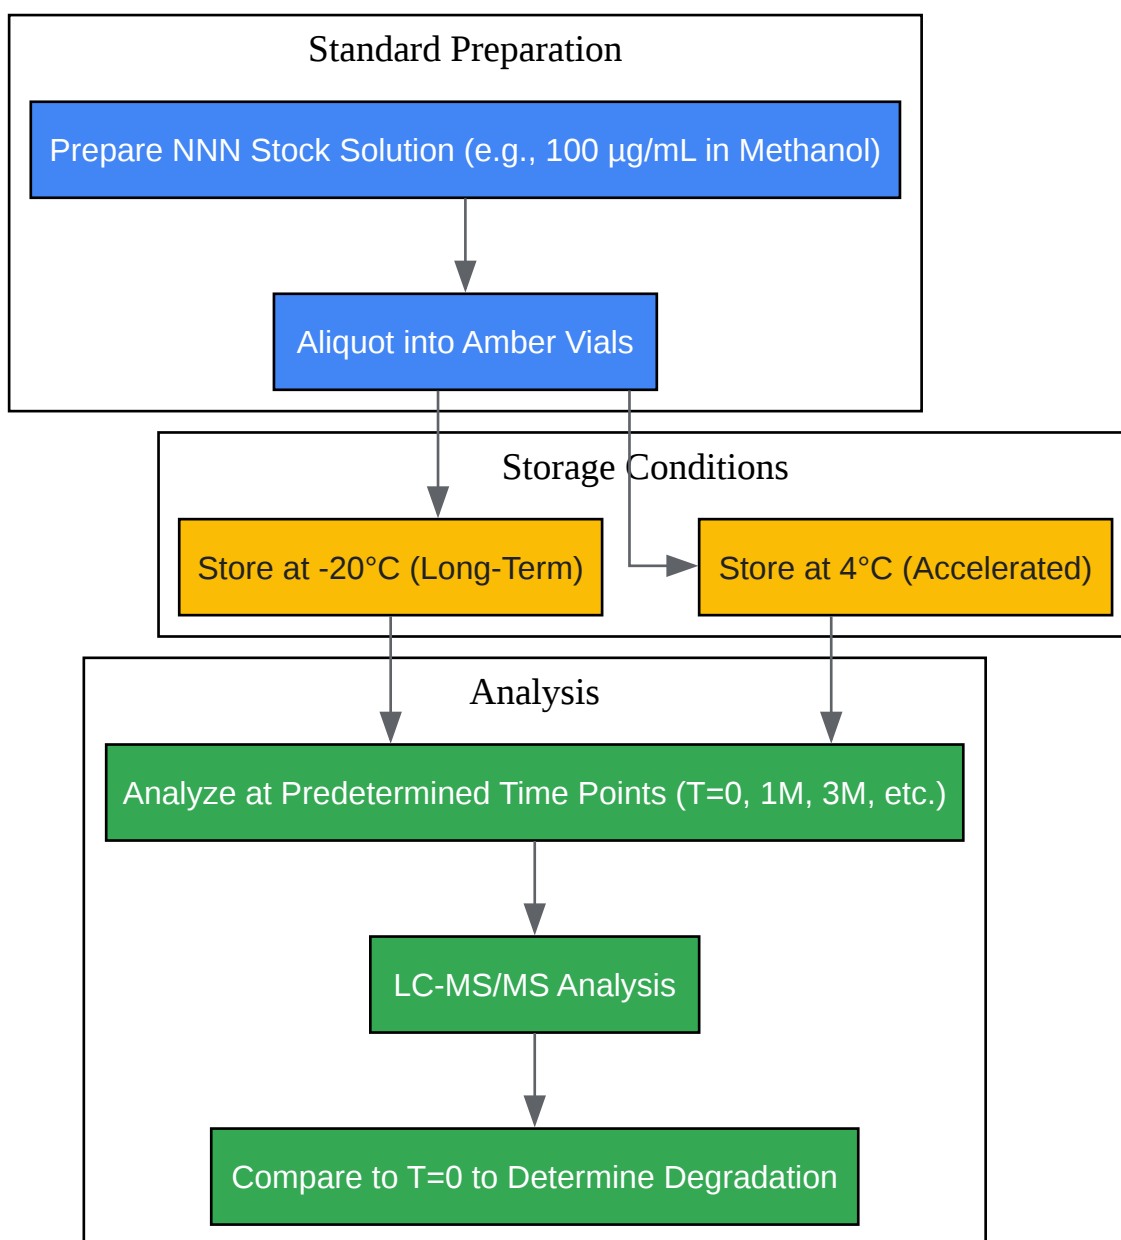 Standard Preparation
Prepare NNN Stock Solution (e.g., 100 µg/mL in Methanol)
Aliquot into Amber Vials
Storage Conditions
Store at -20°C (Long-Term)
Store at 4°C (Accelerated)
Analysis
Analyze at Predetermined Time Points (T=0, 1M, 3M, etc.)
LC-MS/MS Analysis
Compare to T=0 to Determine Degradation